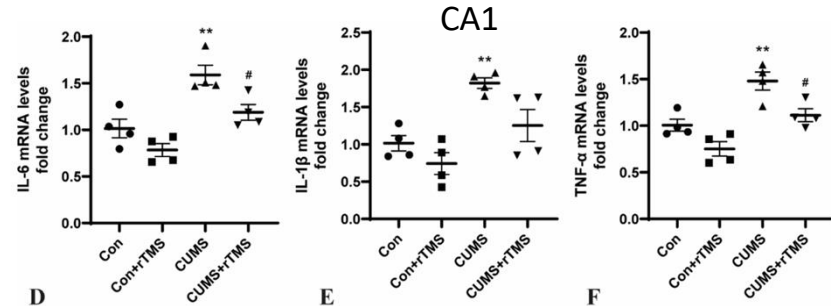 CA1
IL-6 mRNA levels
fold change
2.0
1.5
1.0
0.5
0.0
**
#
Con
Con+rTMS
CUMS
CUMS+rTMS
D
IL-1β mRNA levels
fold change
2.5
2.0
1.5
1.0
0.5
0.0
**
Con
Con+rTMS
CUMS
CUMS+rTMS
E
TNF-α mRNA levels
fold change
2.0
1.5
1.0
0.5
0.0
**
#
Con
Con+rTMS
CUMS
CUMS+rTMS
F